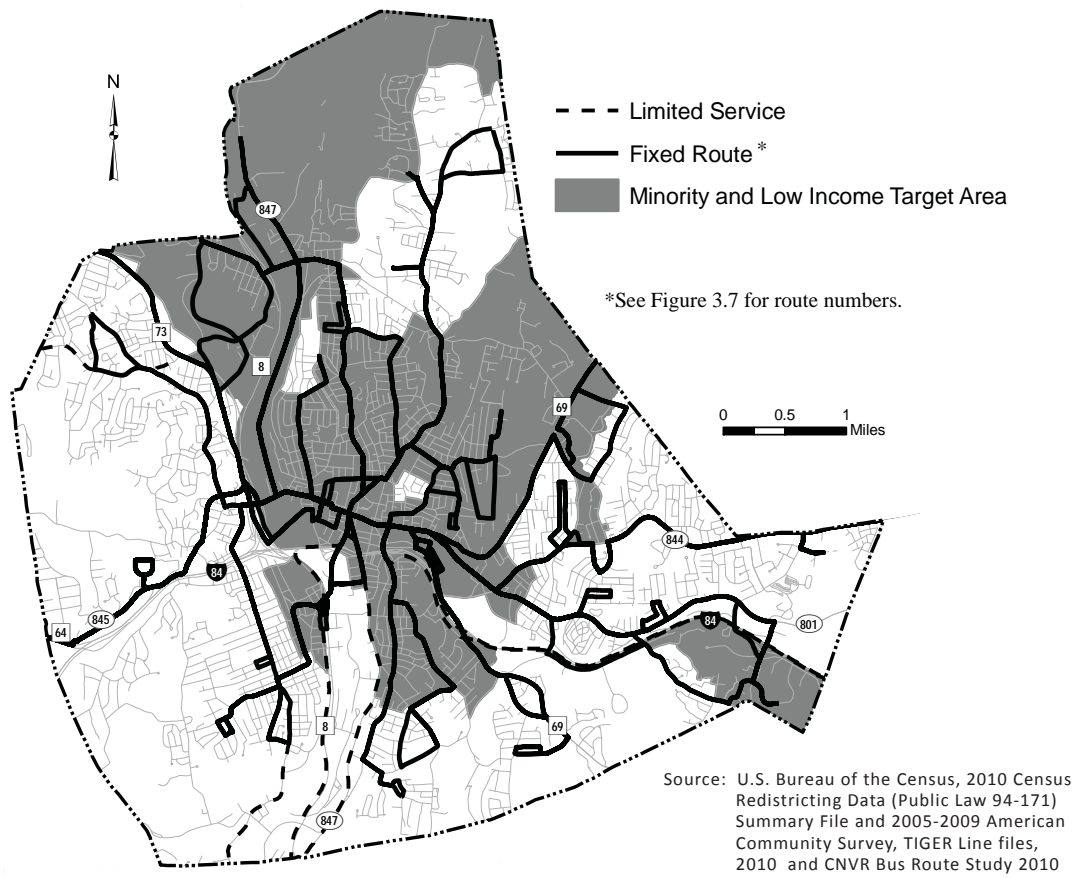 N
Limited Service
Fixed Route *
Minority and Low Income Target Area
*See Figure 3.7 for route numbers.
0 0.5 1
Miles
847
73
8
69
844
84
845
64
84
801
8
69
847
Source: U.S. Bureau of the Census, 2010 Census
Redistricting Data (Public Law 94-171)
Summary File and 2005-2009 American
Community Survey, TIGER Line files,
2010 and CNVR Bus Route Study 2010